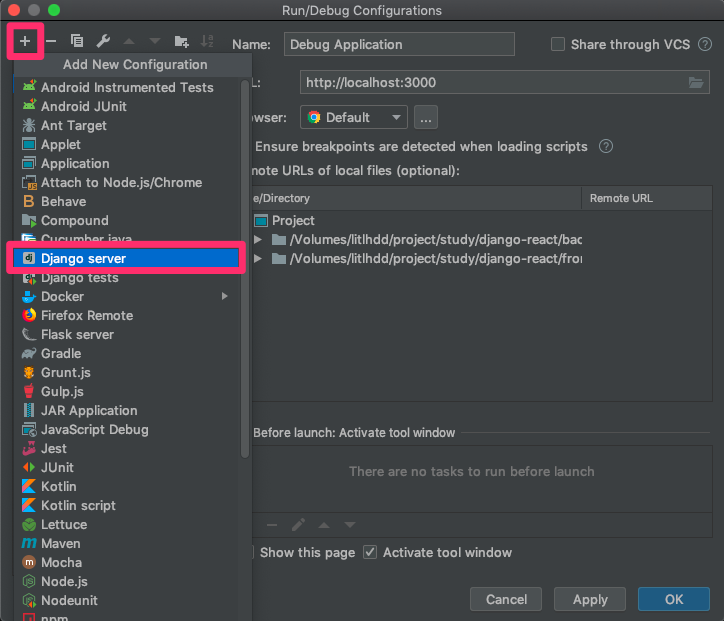 Run/Debug Configurations
Name: Debug Application Share through VCS ?
Add New Configuration
Android Instrumented Tests
Android JUnit
Ant Target
Applet
Application
Attach to Node.js/Chrome
Behave
Compound
Cucumber java
Django server
Django tests
Docker
Firefox Remote
Flask server
Gradle
Grunt.js
Gulp.js
JAR Application
JavaScript Debug
Jest
JUnit
Kotlin
Kotlin script
Lettuce
Maven
Mocha
Node.js
Nodeunit
npm
L: http://localhost:3000
owser: Default ...
Ensure breakpoints are detected when loading scripts ?
mote URLs of local files (optional):
e/Directory Remote URL
Project
/Volumes/litlhdd/project/study/django-react/bac
/Volumes/litlhdd/project/study/django-react/fron
Before launch: Activate tool window
There are no tasks to run before launch
Show this page Activate tool window
Cancel Apply OK